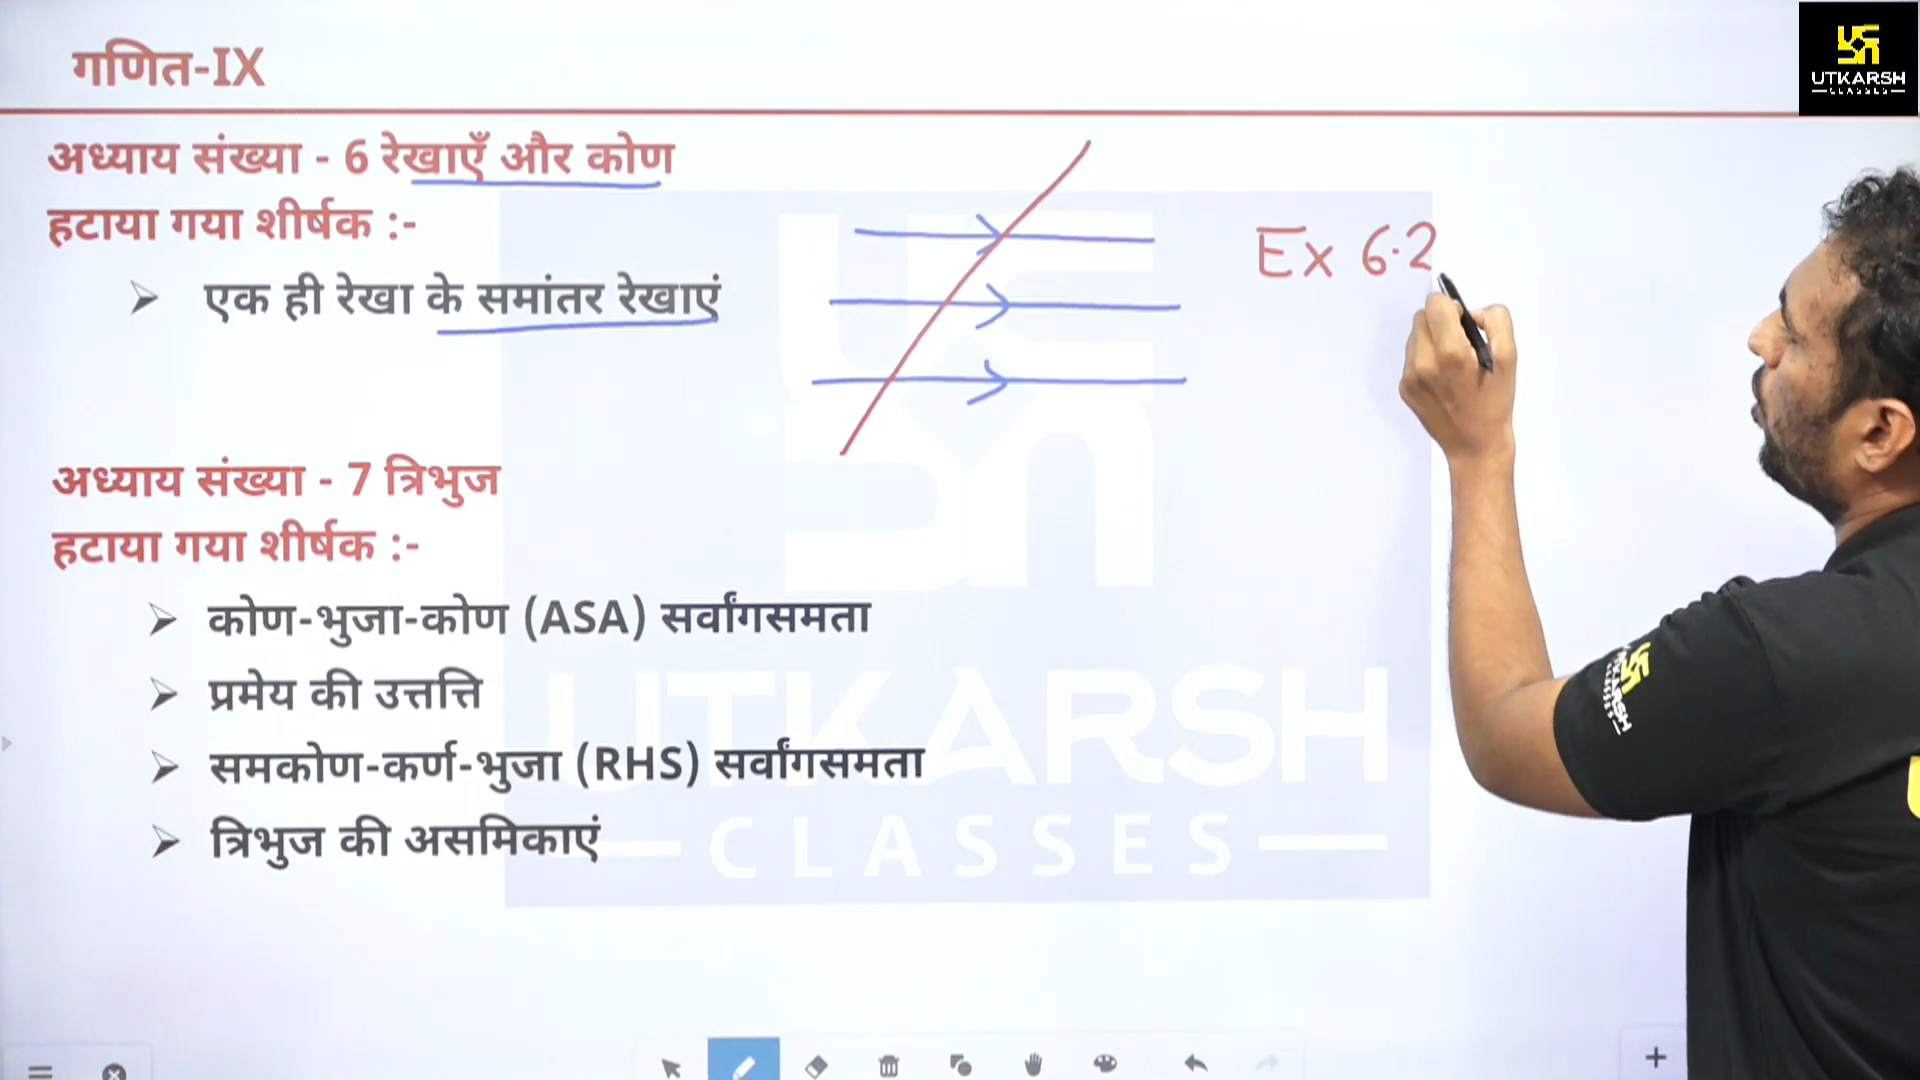 गणित-IX
UTKARSH
CLASSES
अध्याय संख्या - 6 रेखाएँ और कोण
हटाया गया शीर्षक :-
एक ही रेखा के समांतर रेखाएं
Ex 6.2
अध्याय संख्या - 7 त्रिभुज
हटाया गया शीर्षक :-
कोण-भुजा-कोण (ASA) सर्वांगसमता
प्रमेय की उत्तत्ति
समकोण-कर्ण-भुजा (RHS) सर्वांगसमता
त्रिभुज की असमिकाएं
UTKARSH
CLASSES